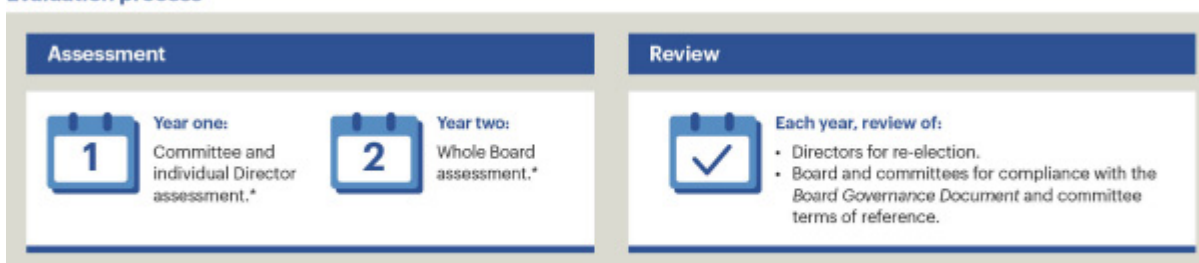 Assessment
1
Year one:
Committee and
individual Director
assessment.*
2
Year two:
Whole Board
assessment.*
Review
Each year, review of:
• Directors for re-election.
• Board and committees for compliance with the
Board Governance Document and committee
terms of reference.